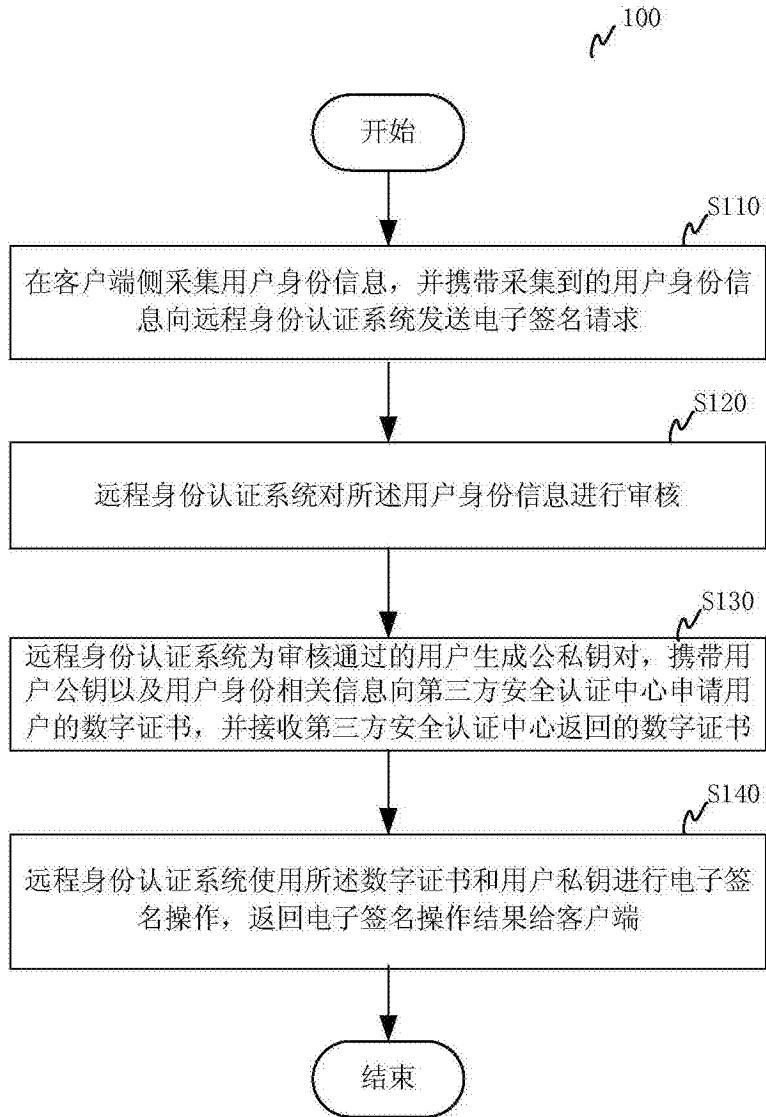 100
开始
S110
在客户端侧采集用户身份信息，并携带采集到的用户身份信
息向远程身份认证系统发送电子签名请求
S120
远程身份认证系统对所述用户身份信息进行审核
S130
远程身份认证系统为审核通过的用户生成公私钥对，携带用
户公钥以及用户身份相关信息向第三方安全认证中心申请用
户的数字证书，并接收第三方安全认证中心返回的数字证书
S140
远程身份认证系统使用所述数字证书和用户私钥进行电子签
名操作，返回电子签名操作结果给客户端
结束